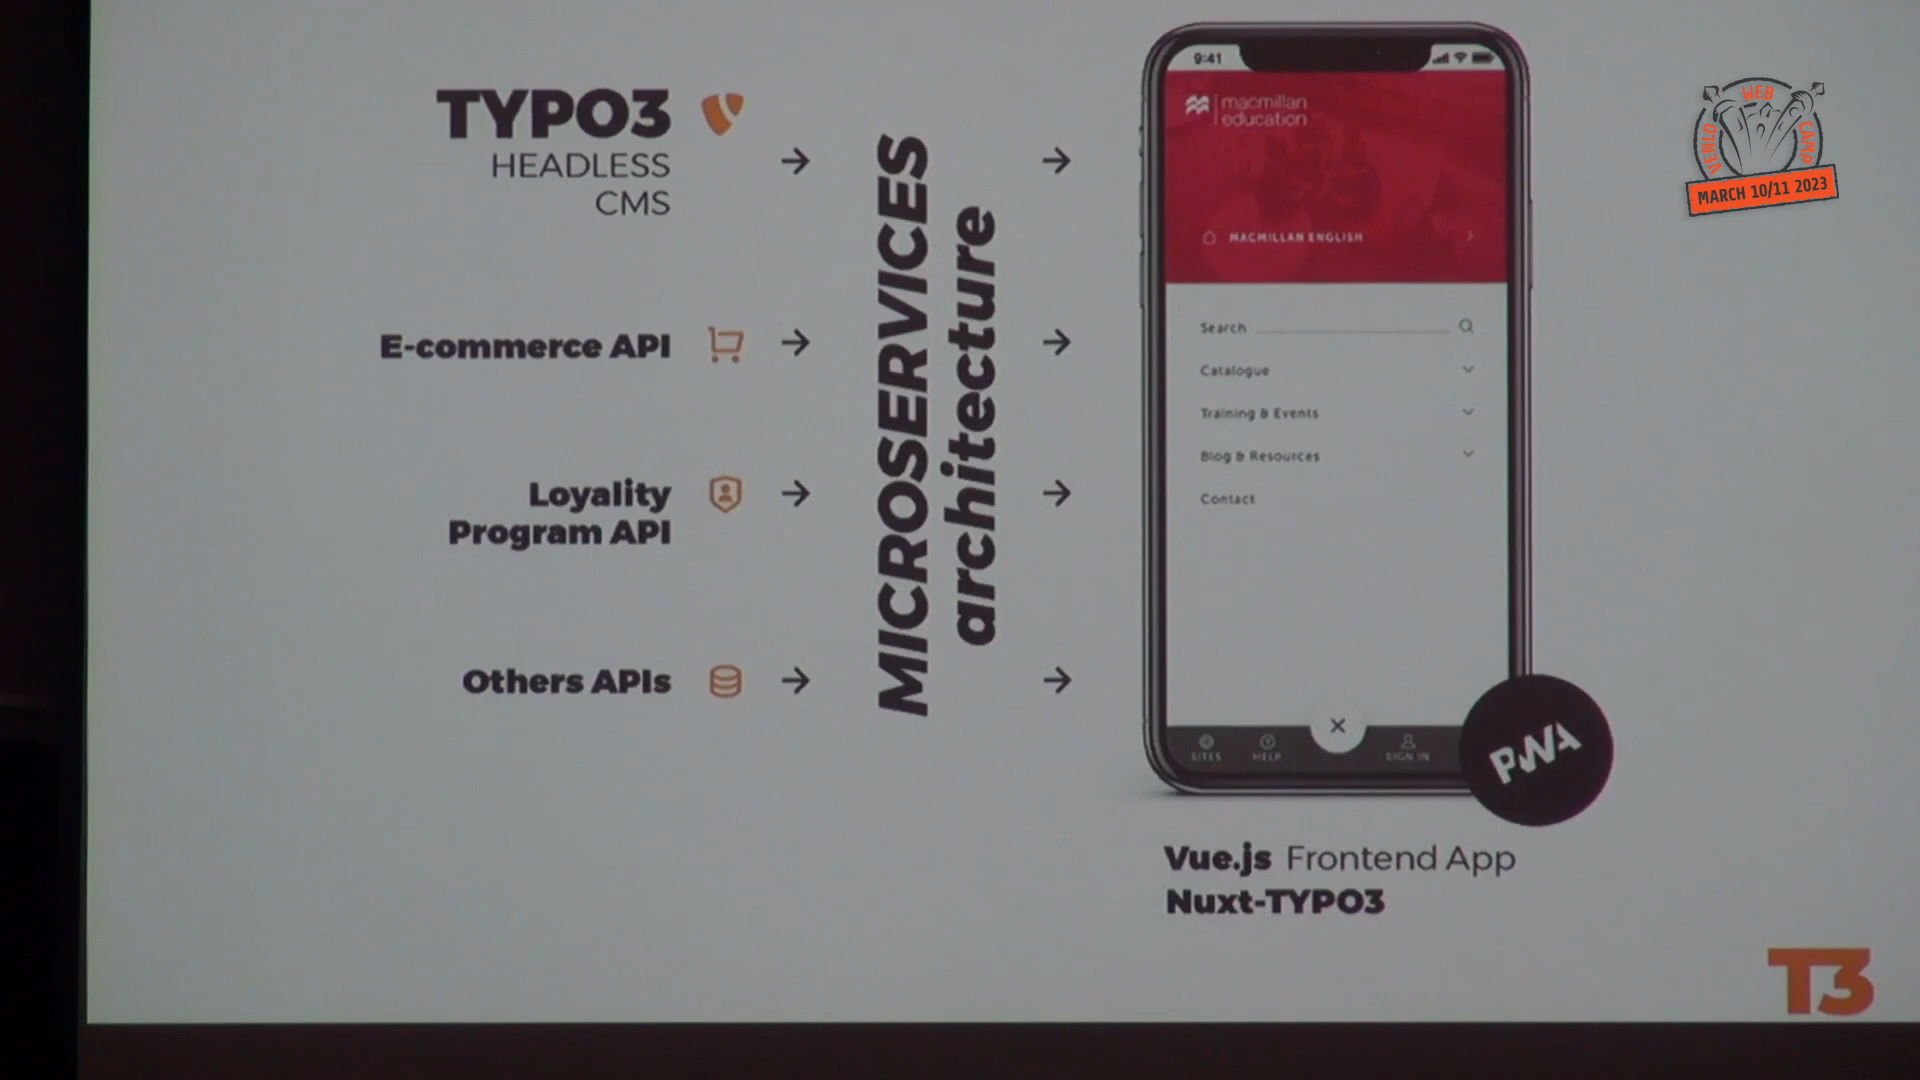 TYPO3
HEADLESS
CMS
E-commerce API
Loyality
Program API
Others APIs
MICROSERVICES
architecture
9:41
macmillan
education
MACMILLAN ENGLISH
Search
Catalogue
Training & Events
Blog & Resources
Contact
SITES
HELP
SIGN IN
PWA
Vue.js Frontend App
Nuxt-TYPO3
VENLO
WEB
CAMP
MARCH 10/11 2023
T3